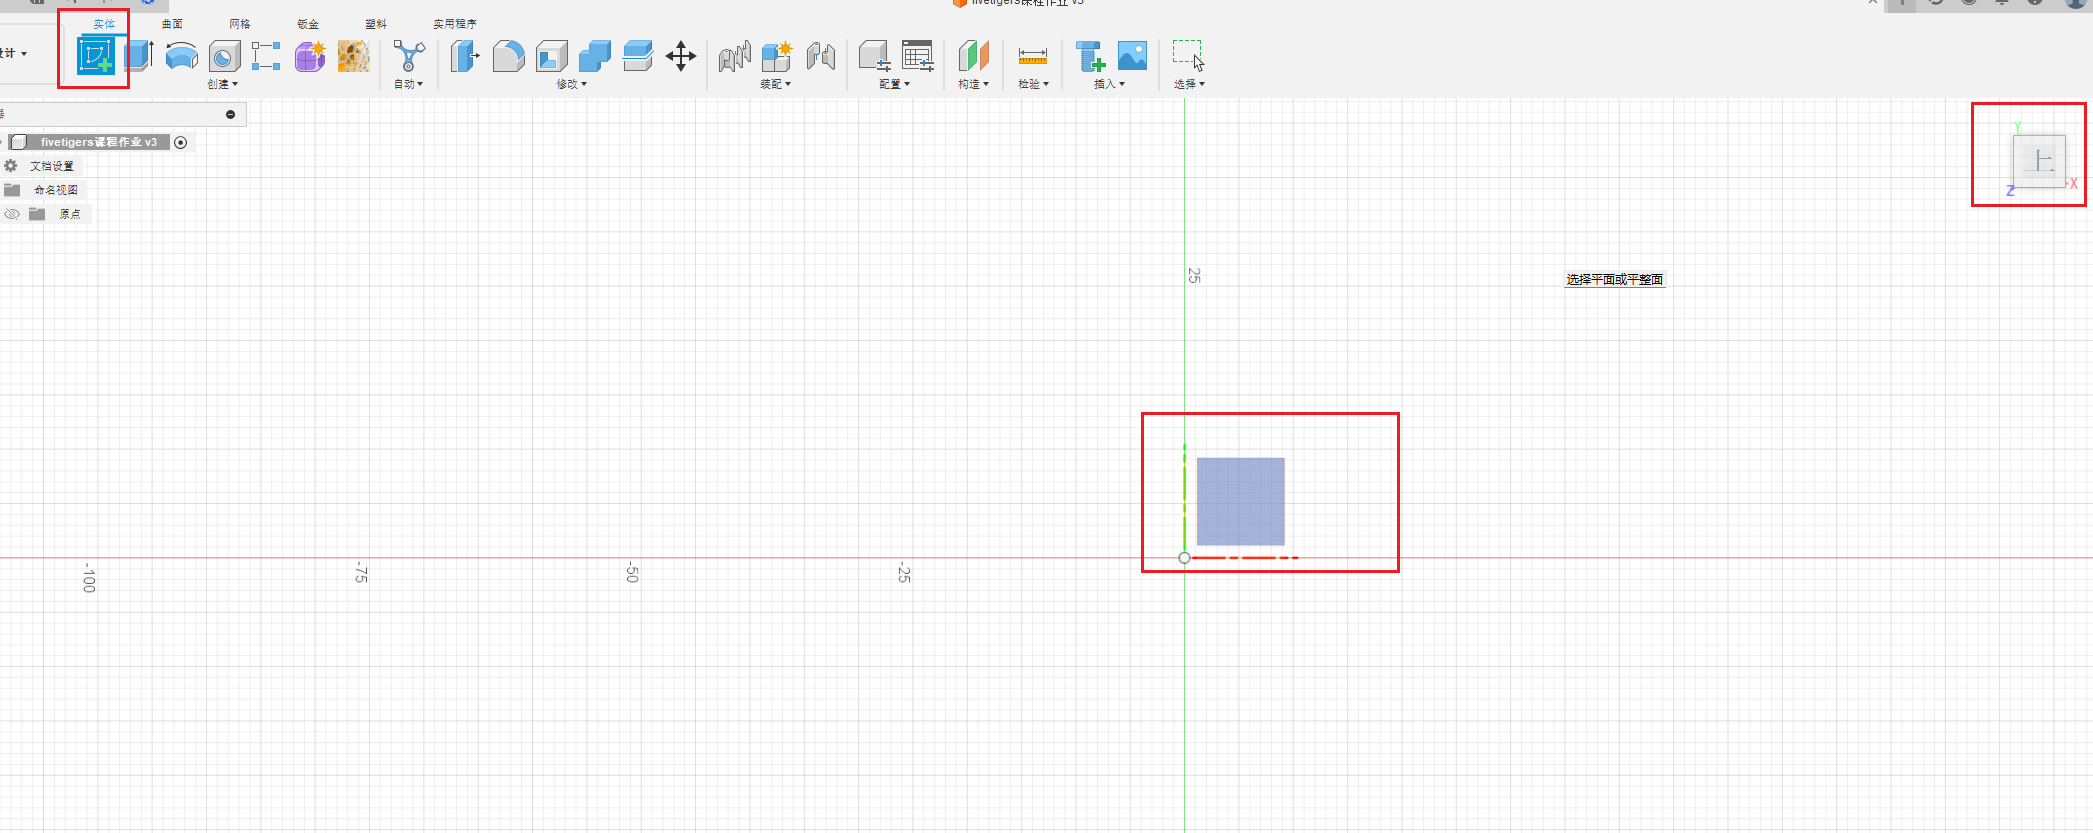 fivetigers课程作业 v3
实体 曲面 网格 钣金 塑料 实用程序
设计
创建 自动 修改 装配 配置 构造 检验 插入 选择
器
fivetigers课程作业 v3
文档设置
命名视图
原点
Y
上
Z X
25
选择平面或平整面
-100 -75 -50 -25